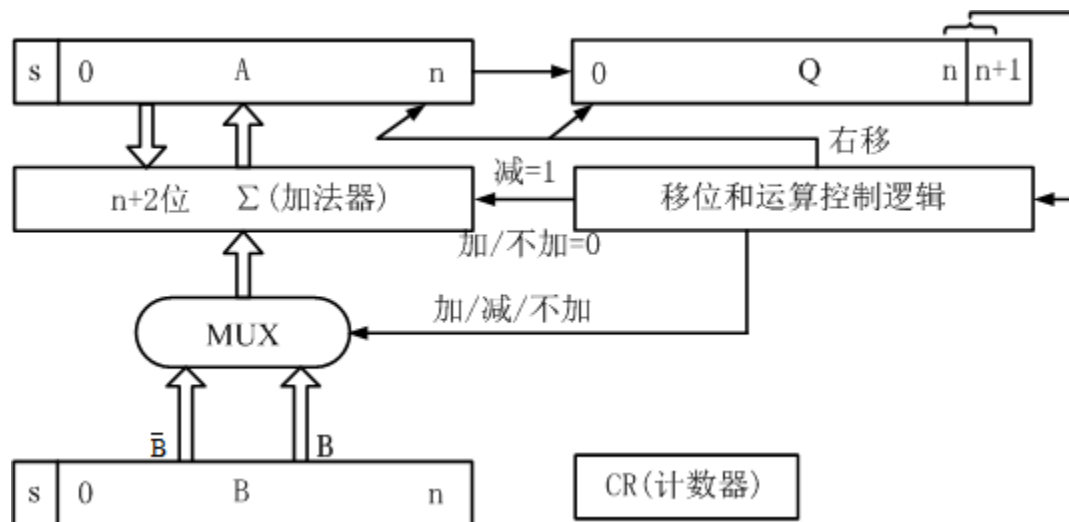 s 0 A n
0 Q n n+1
右移
n+2位 Σ(加法器)
减=1
移位和运算控制逻辑
加/不加=0
加/减/不加
MUX
B̄ B
s 0 B n
CR(计数器)